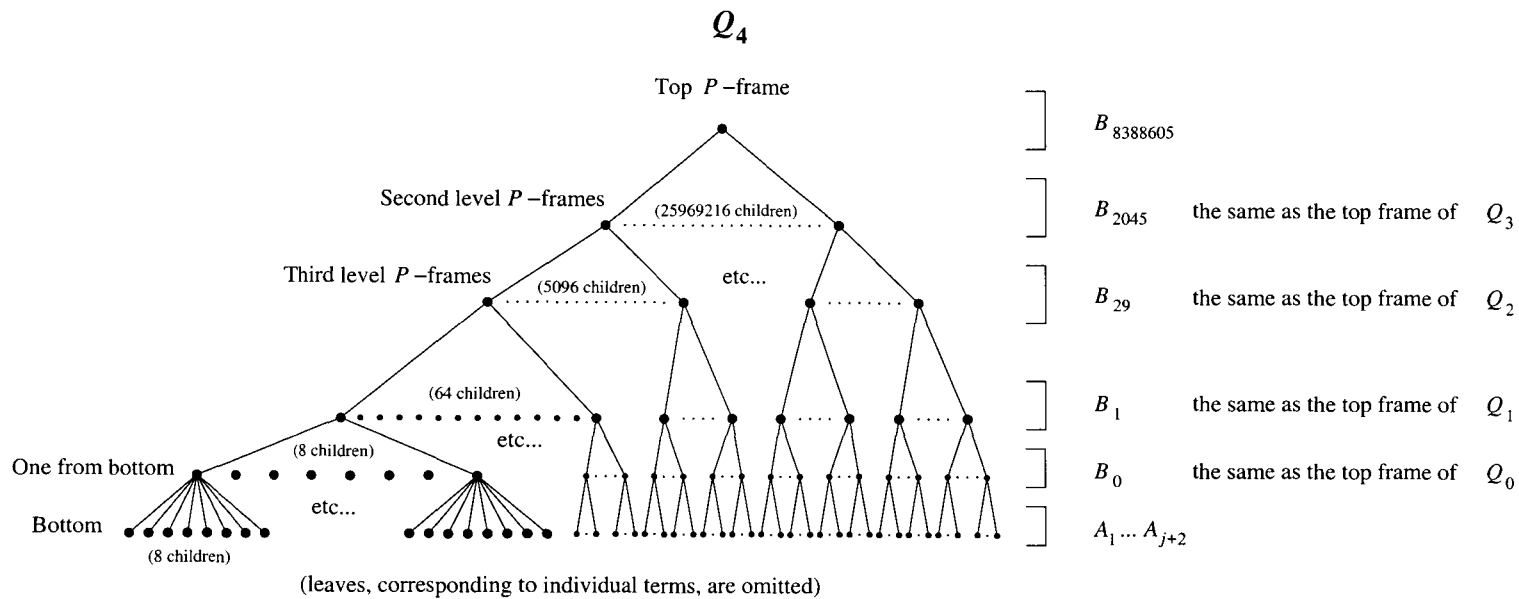 Q4
Top P–frame
B8388605
Second level P–frames
(25969216 children)
B2045 the same as the top frame of Q3
Third level P–frames
(5096 children)
etc...
B29 the same as the top frame of Q2
(64 children)
B1 the same as the top frame of Q1
etc...
(8 children)
One from bottom
B0 the same as the top frame of Q0
etc...
Bottom
A1 ... Aj+2
(8 children)
(leaves, corresponding to individual terms, are omitted)